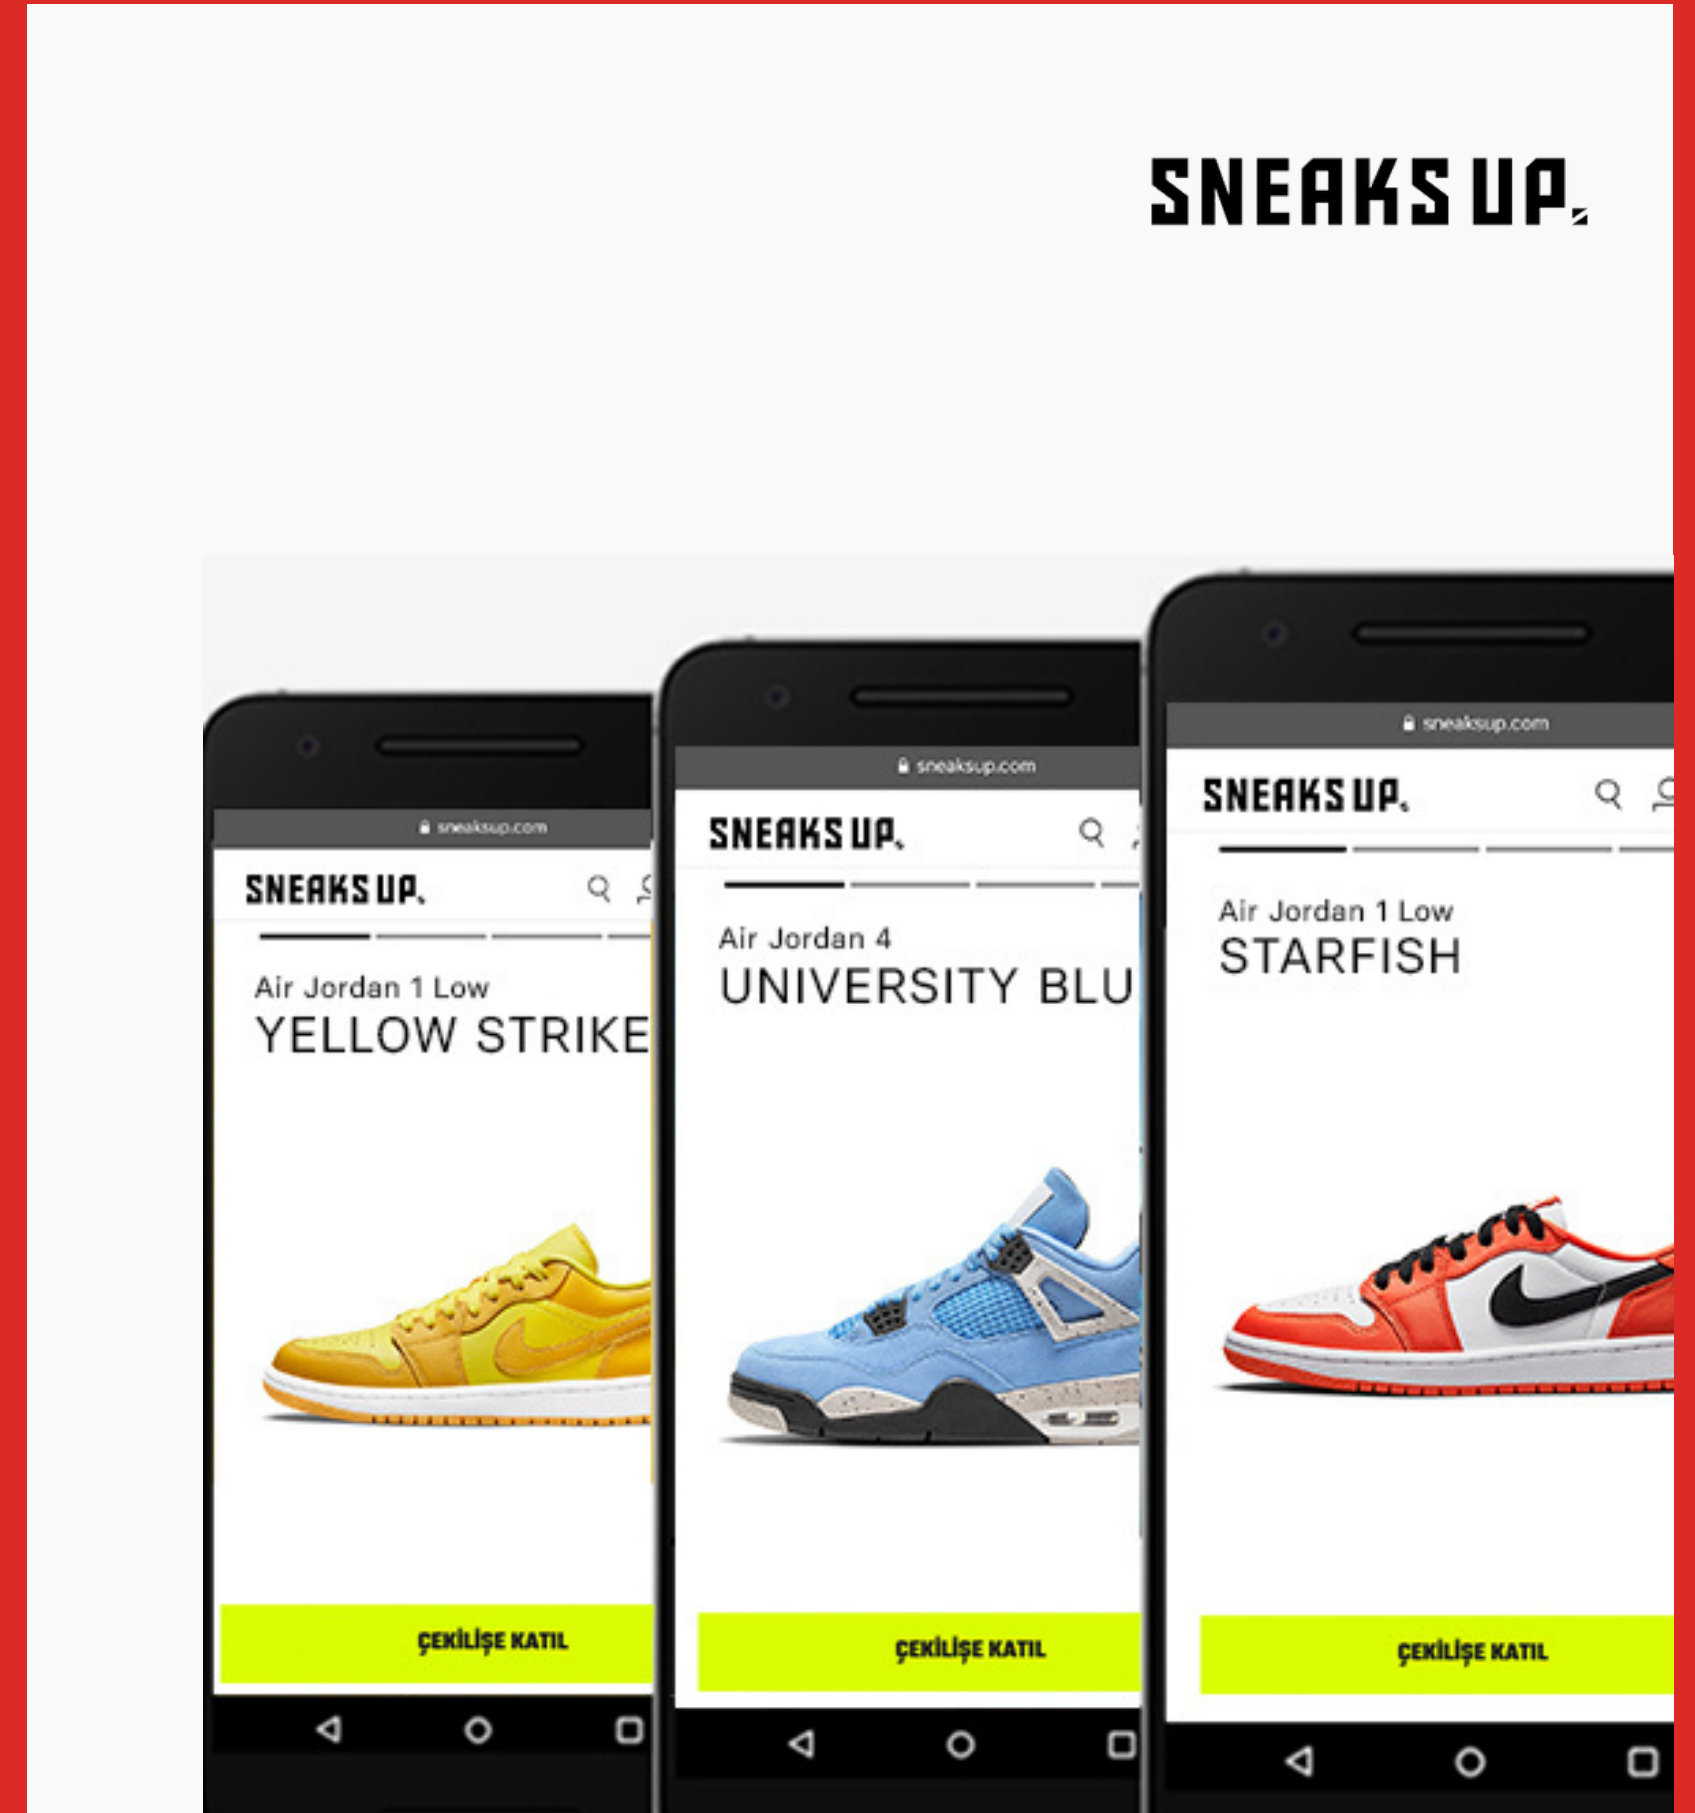 SNEAKS UP.
sneaksup.com
SNEAKS UP.
Air Jordan 1 Low
YELLOW STRIKE
ÇEKİLİŞE KATIL
sneaksup.com
SNEAKS UP.
Air Jordan 4
UNIVERSITY BLU
ÇEKİLİŞE KATIL
sneaksup.com
SNEAKS UP.
Air Jordan 1 Low
STARFISH
ÇEKİLİŞE KATIL